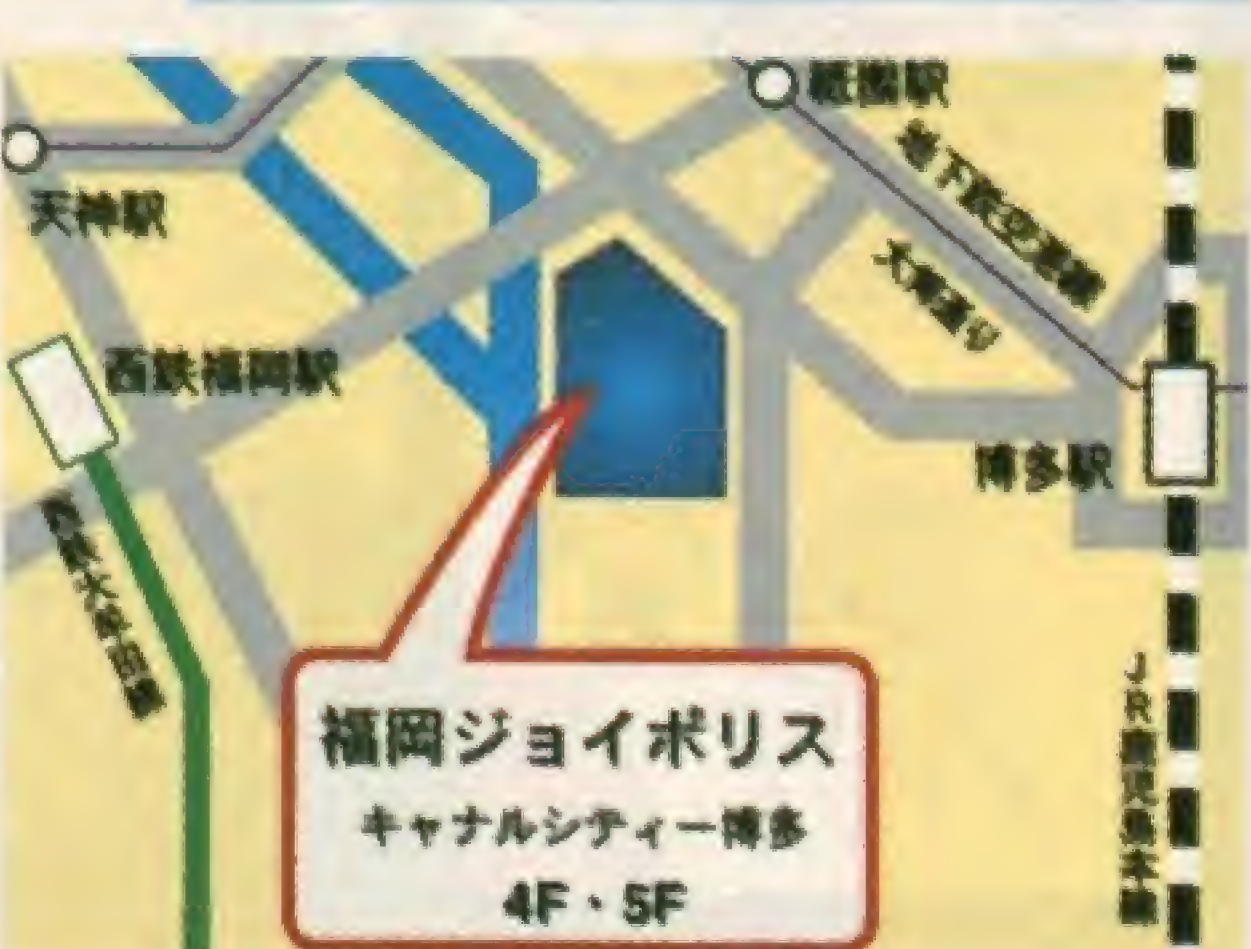 祇園駅
天神駅
地下鉄空港線
大博通り
西鉄福岡駅
博多駅
西鉄大牟田線
JR鹿児島本線
福岡ジョイポリス
キャナルシティー博多
4F・5F